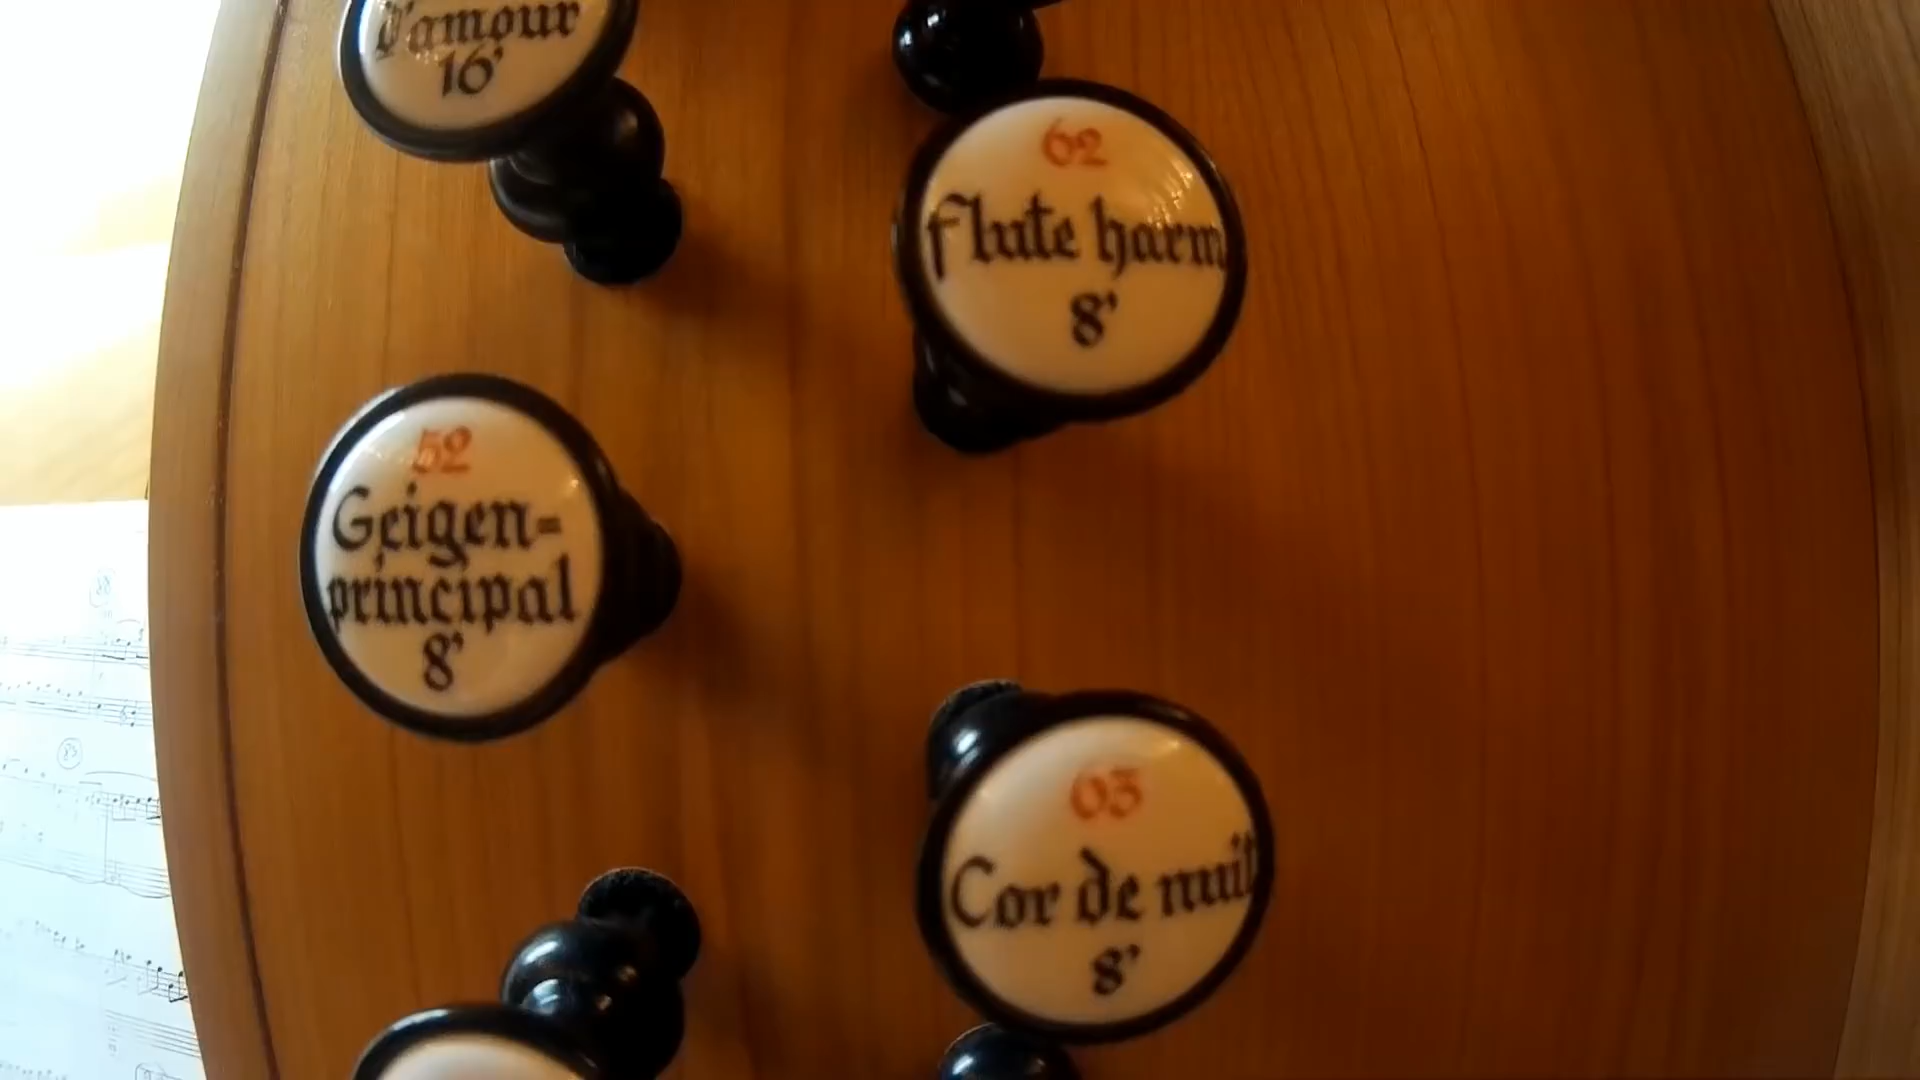 d'amour
16'
62
Flute harm
8'
52
Geigen=
principal
8'
63
Cor de nuit
8'